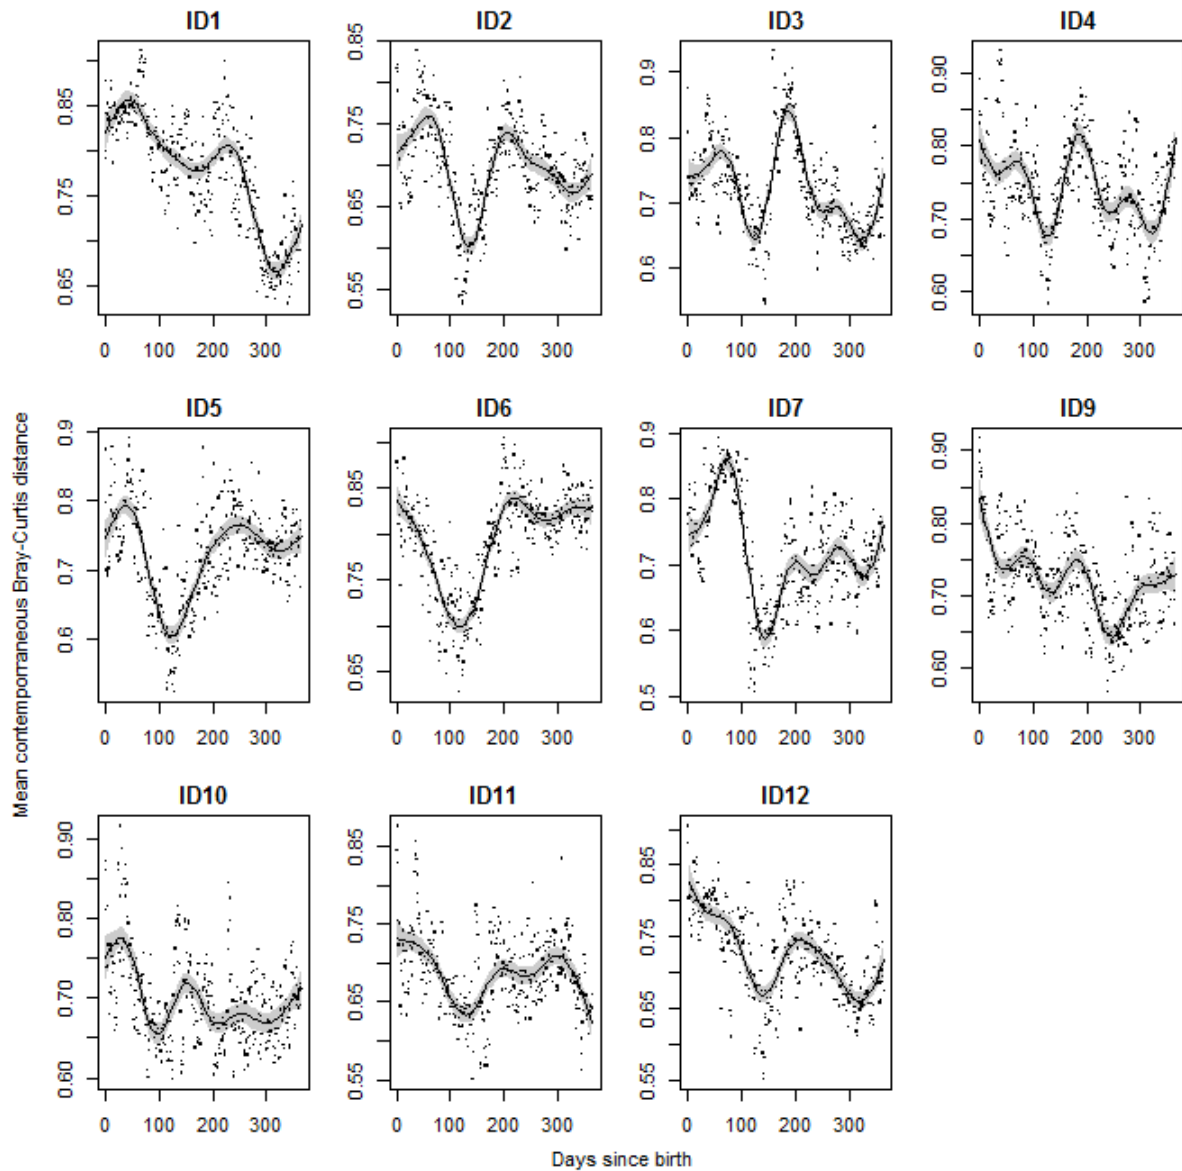 ID1 ID2 ID3 ID4
0.85 0.75 0.65
0.85 0.75 0.65 0.55
0.9 0.8 0.7 0.6
0.90 0.80 0.70 0.60
0 100 200 300 0 100 200 300 0 100 200 300 0 100 200 300
Mean contemporraneous Bray-Curtis distance
ID5 ID6 ID7 ID9
0.9 0.8 0.7 0.6
0.85 0.75 0.65
0.9 0.8 0.7 0.6 0.5
0.90 0.80 0.70 0.60
0 100 200 300 0 100 200 300 0 100 200 300 0 100 200 300
ID10 ID11 ID12
0.90 0.80 0.70 0.60
0.85 0.75 0.65 0.55
0.85 0.75 0.65 0.55
0 100 200 300 0 100 200 300 0 100 200 300
Days since birth